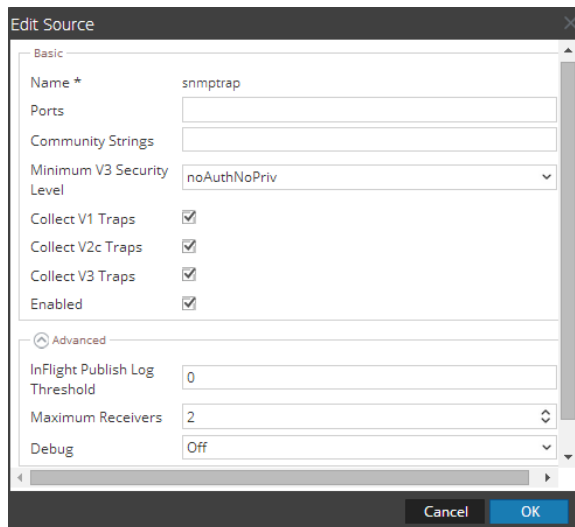 Edit Source
Basic
Name * snmptrap
Ports
Community Strings
Minimum V3 Security
Level
noAuthNoPriv
Collect V1 Traps
Collect V2c Traps
Collect V3 Traps
Enabled
Advanced
InFlight Publish Log
Threshold
0
Maximum Receivers 2
Debug Off
Cancel OK